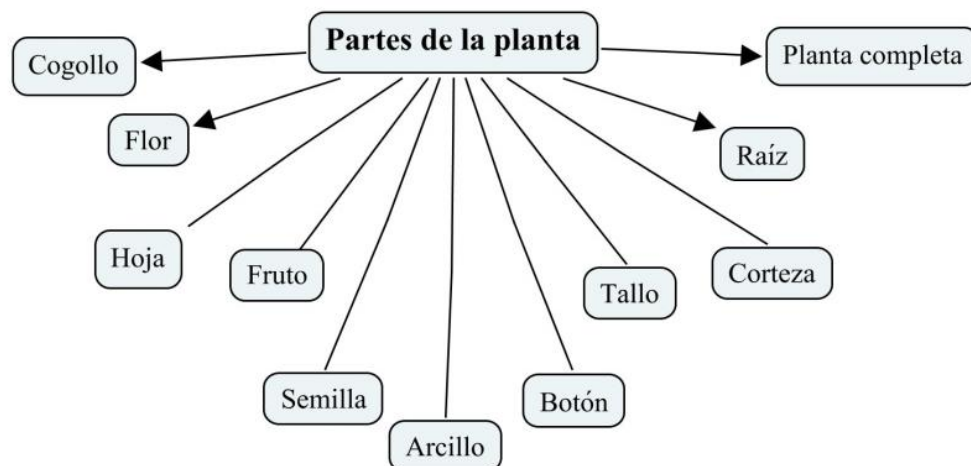 Partes de la planta
Cogollo
Planta completa
Flor
Raíz
Hoja
Fruto
Tallo
Corteza
Semilla
Botón
Arcillo